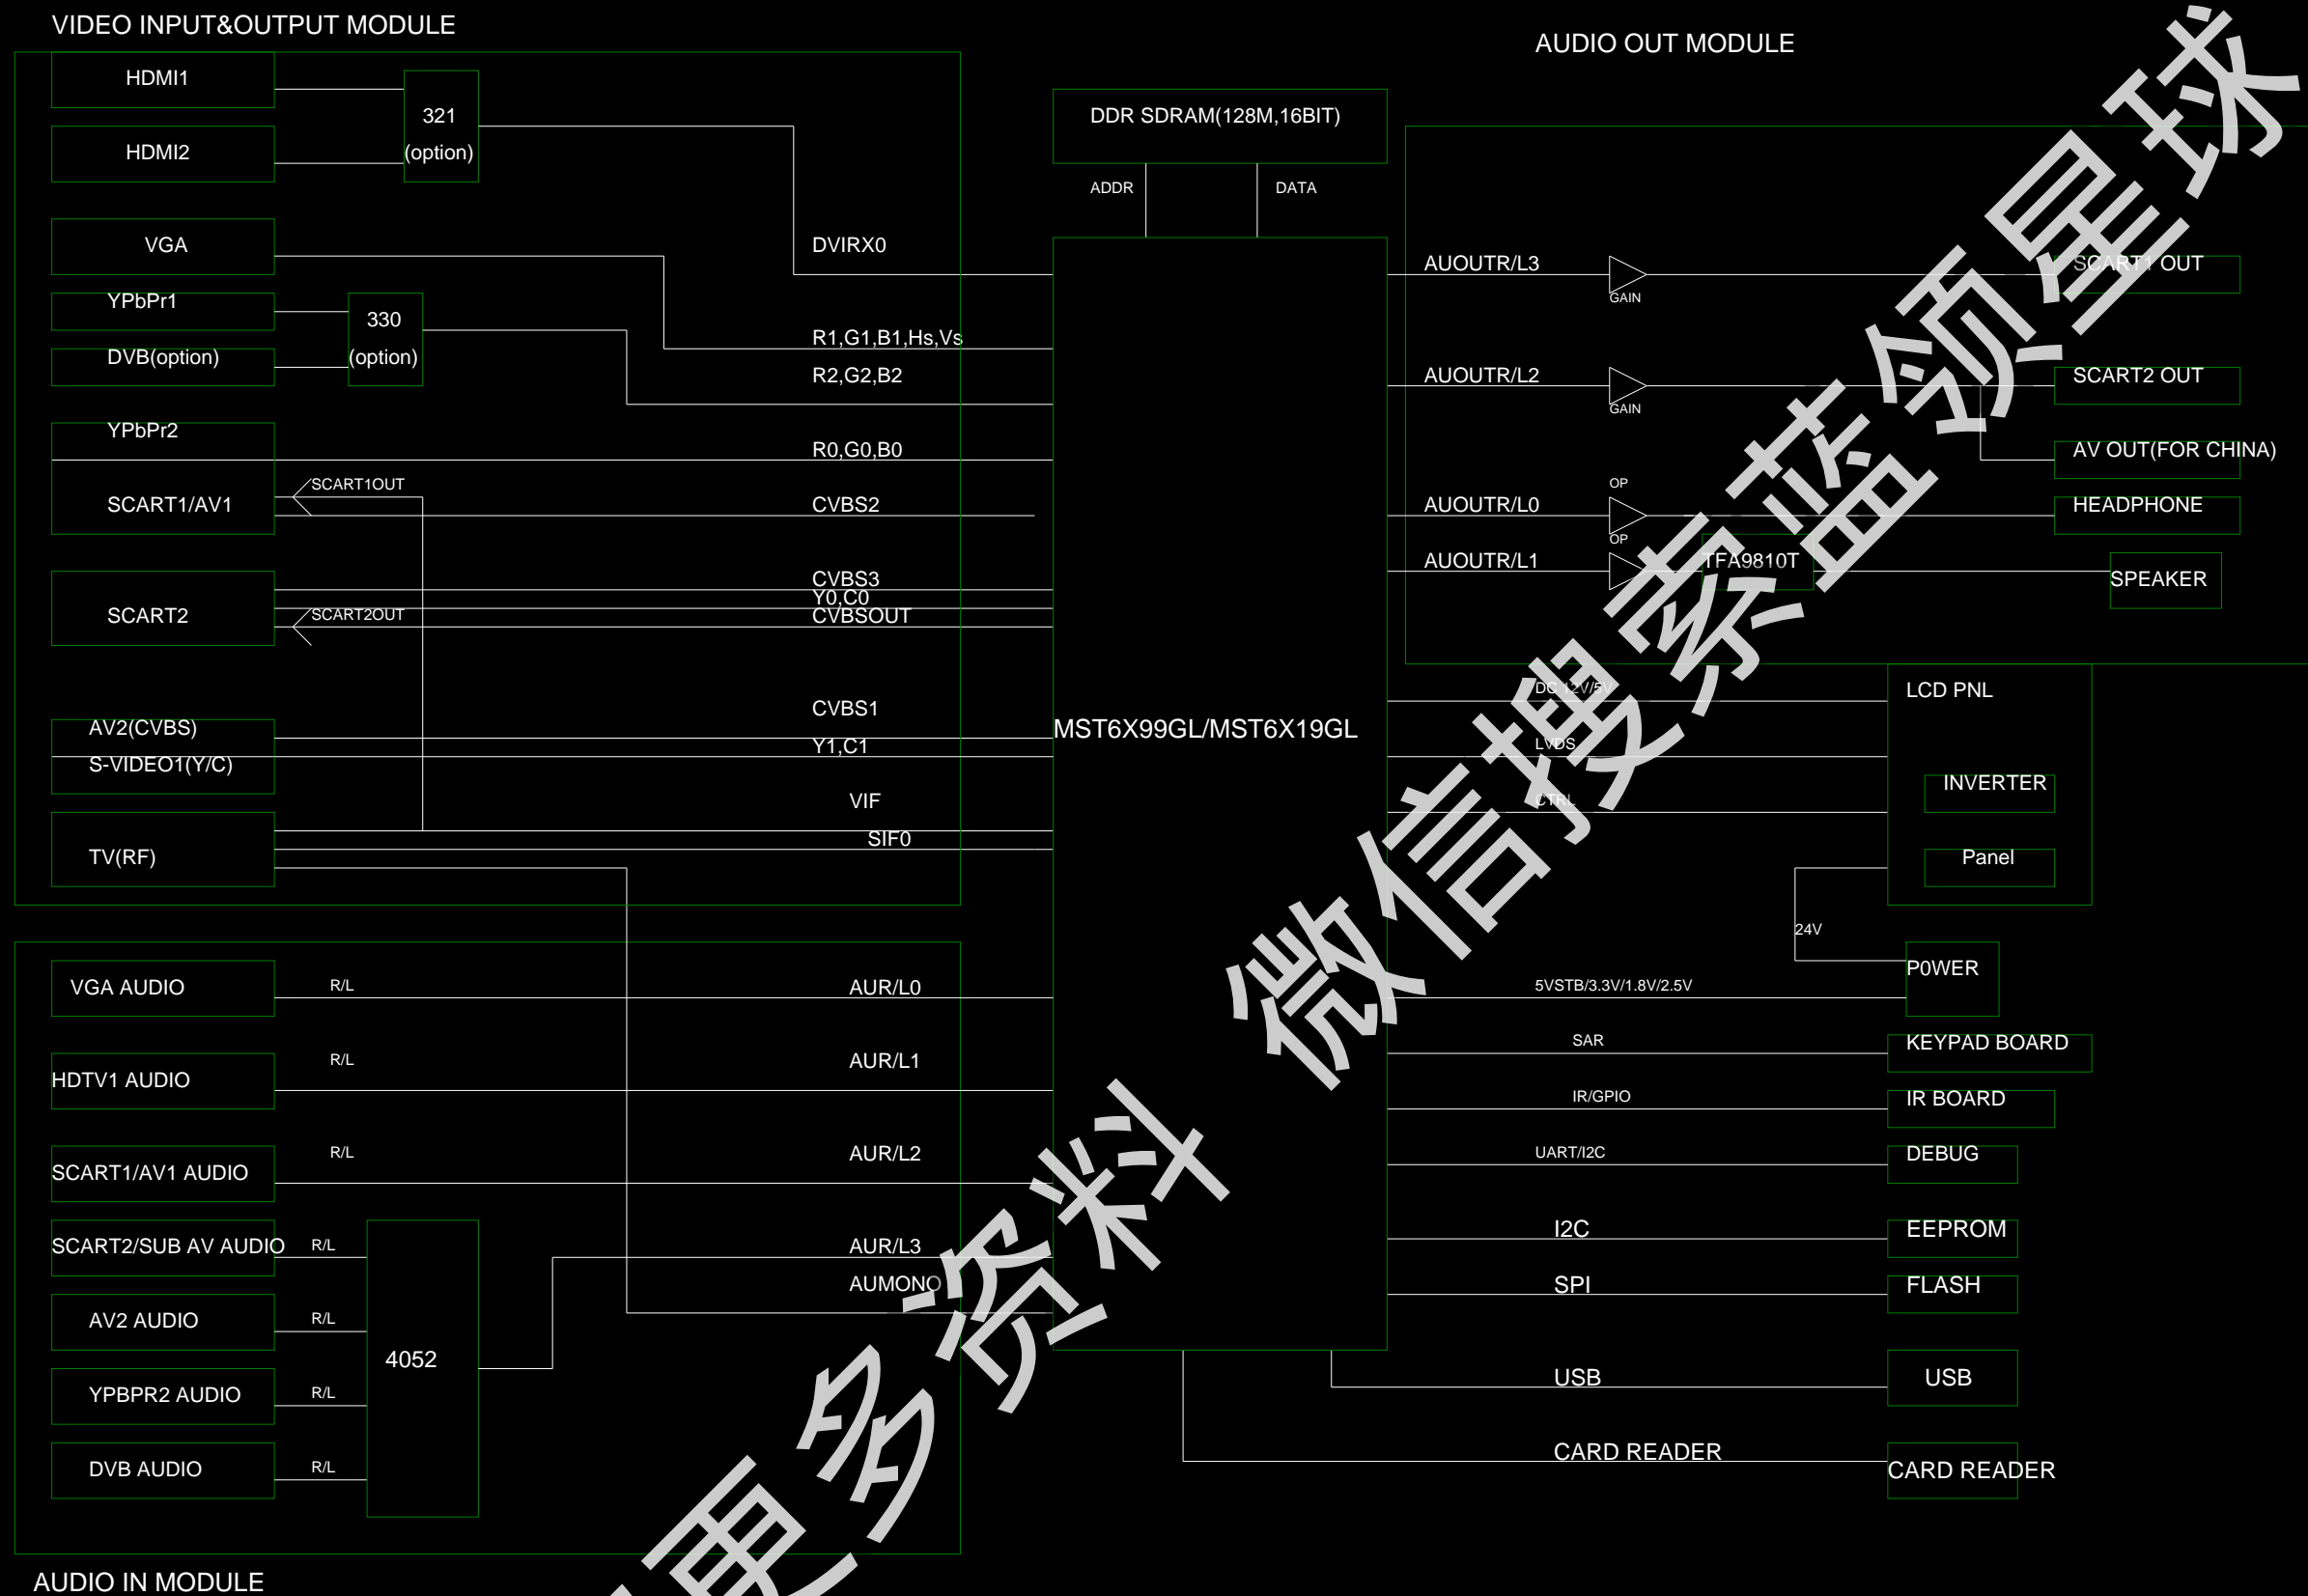 VIDEO INPUT&OUTPUT MODULE
HDMI1
HDMI2
321
(option)
VGA
YPbPr1
DVB(option)
330
(option)
YPbPr2
SCART1/AV1
SCART1OUT
SCART2
SCART2OUT
AV2(CVBS)
S-VIDEO1(Y/C)
TV(RF)
DVIRX0
R1,G1,B1,Hs,Vs
R2,G2,B2
R0,G0,B0
CVBS2
CVBS3
Y0,C0
CVBSOUT
CVBS1
Y1,C1
VIF
SIF0
VGA AUDIO
R/L
AUR/L0
HDTV1 AUDIO
R/L
AUR/L1
SCART1/AV1 AUDIO
R/L
AUR/L2
SCART2/SUB AV AUDIO
R/L
AV2 AUDIO
R/L
YPBPR2 AUDIO
R/L
DVB AUDIO
R/L
4052
AUR/L3
AUMONO
AUDIO IN MODULE
DDR SDRAM(128M,16BIT)
ADDR
DATA
MST6X99GL/MST6X19GL
AUDIO OUT MODULE
AUOUTR/L3
GAIN
SCART1 OUT
AUOUTR/L2
GAIN
SCART2 OUT
AV OUT(FOR CHINA)
AUOUTR/L0
OP
HEADPHONE
AUOUTR/L1
OP
TFA9810T
SPEAKER
DC 12V/5V
LVDS
CTRL
LCD PNL
INVERTER
Panel
24V
P0WER
5VSTB/3.3V/1.8V/2.5V
SAR
KEYPAD BOARD
IR/GPIO
IR BOARD
UART/I2C
DEBUG
I2C
EEPROM
SPI
FLASH
USB
USB
CARD READER
CARD READER
更多资料 微信搜索蓝领星球